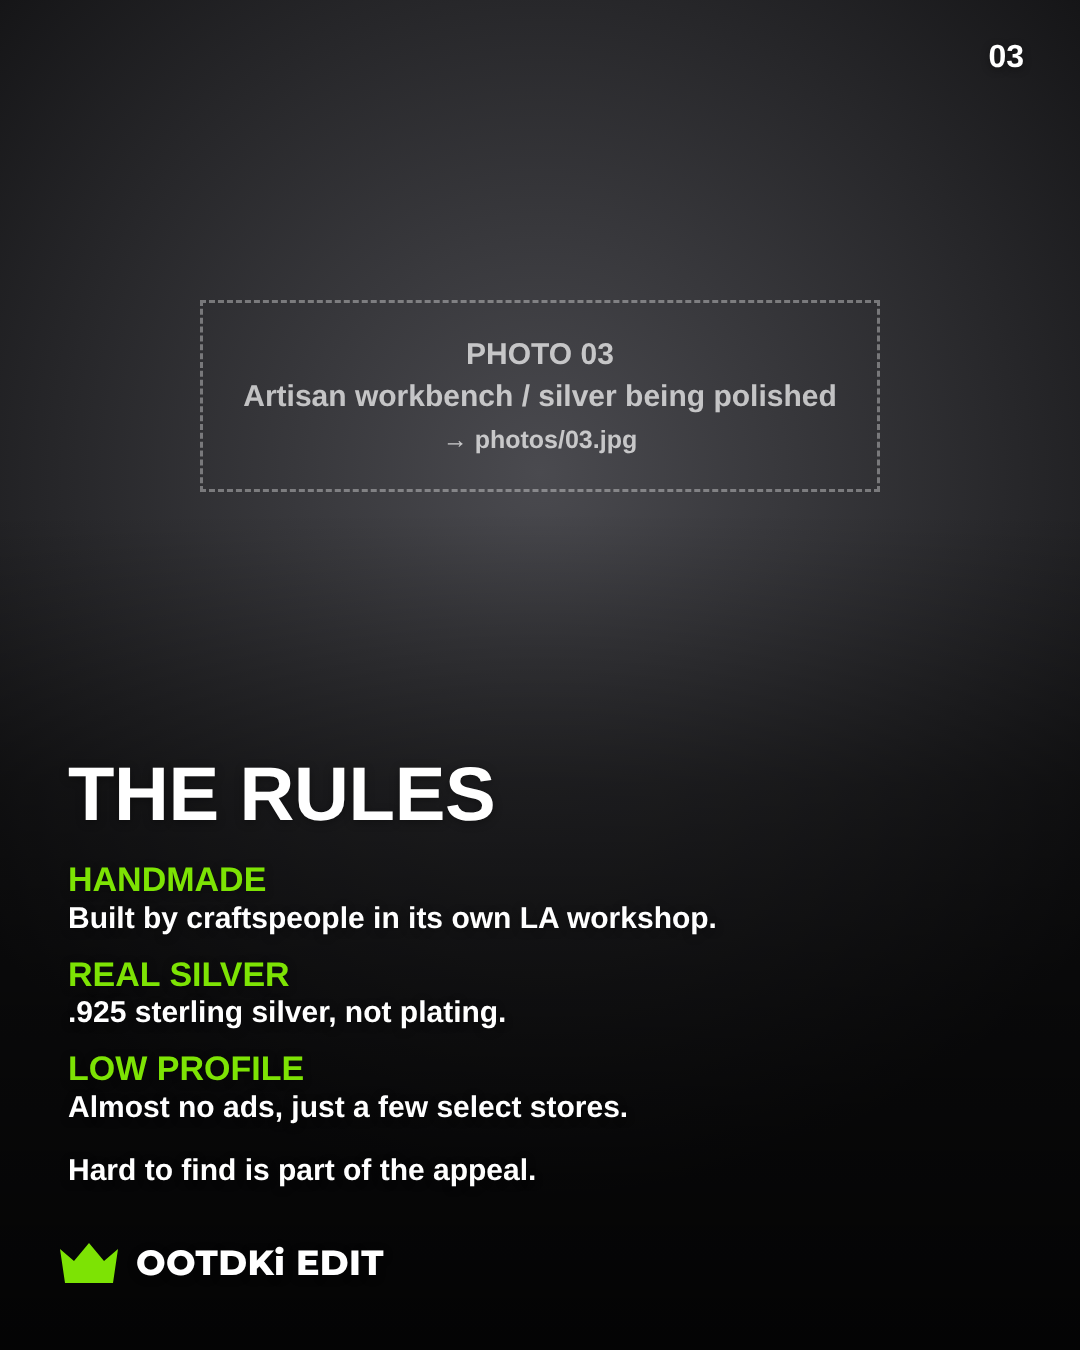 03
PHOTO 03
Artisan workbench / silver being polished
→ photos/03.jpg
THE RULES
HANDMADE
Built by craftspeople in its own LA workshop.
REAL SILVER
.925 sterling silver, not plating.
LOW PROFILE
Almost no ads, just a few select stores.
Hard to find is part of the appeal.
OOTDKi EDIT